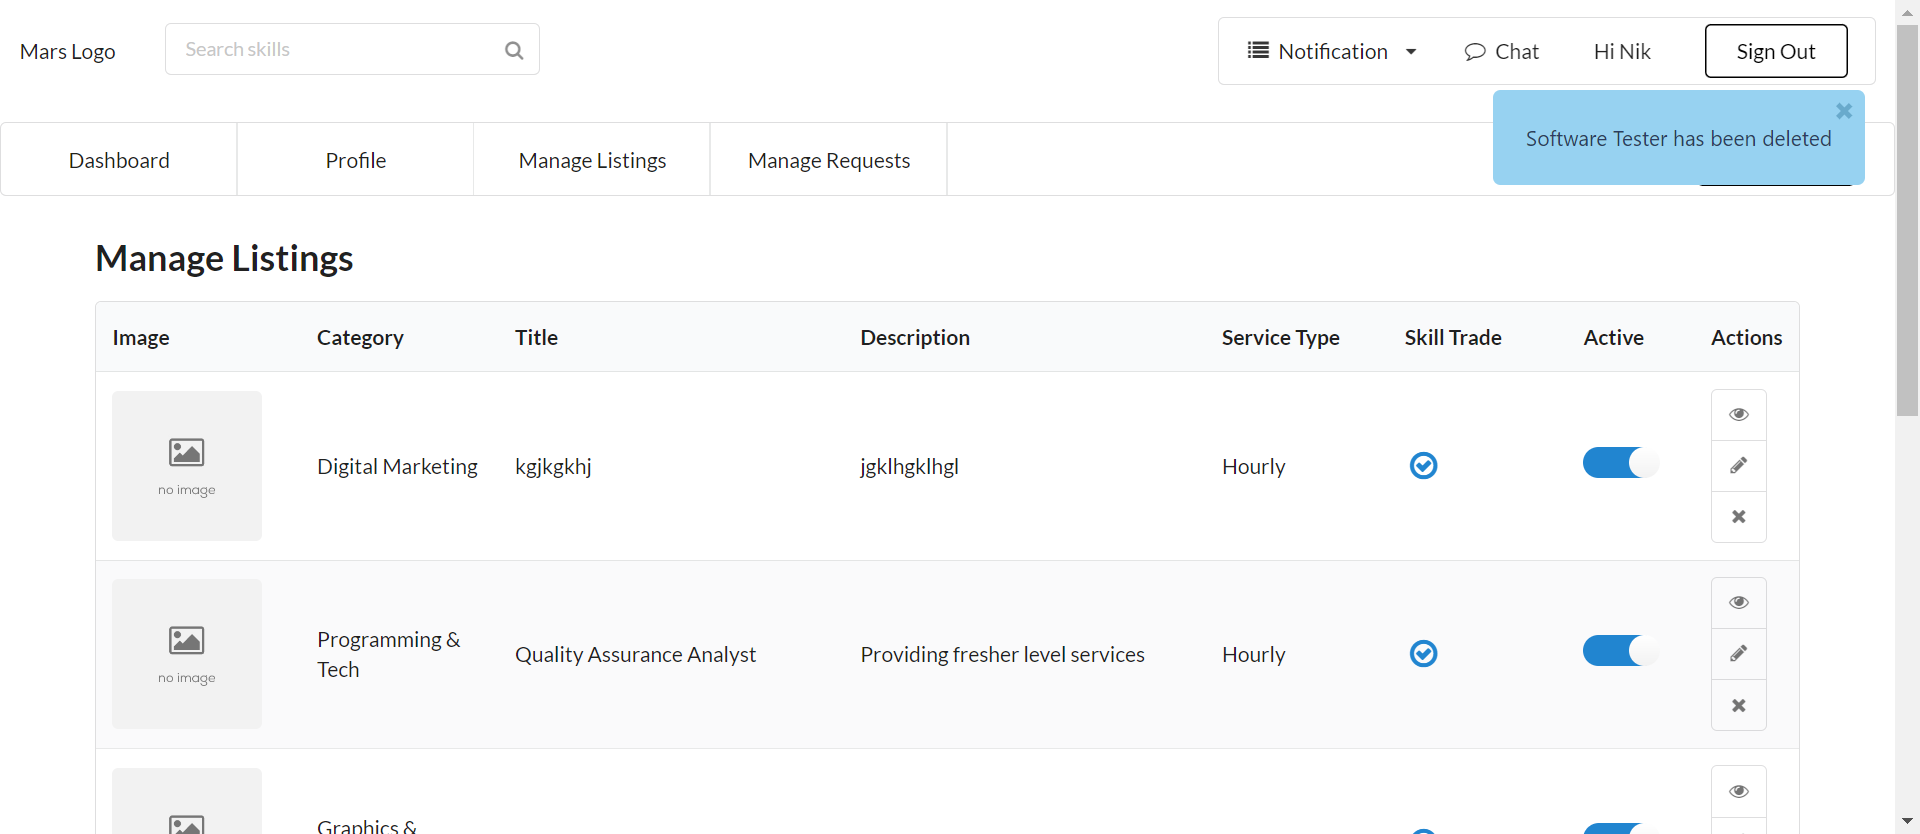 Mars Logo
Search skills
Notification
Chat
Hi Nik
Sign Out
Software Tester has been deleted
Dashboard
Profile
Manage Listings
Manage Requests
Manage Listings
Image Category Title Description Service Type Skill Trade Active Actions
no image
Digital Marketing kgjkgkhj jgklhgklhgl Hourly
no image
Programming &
Tech
Quality Assurance Analyst Providing fresher level services Hourly
Graphics &